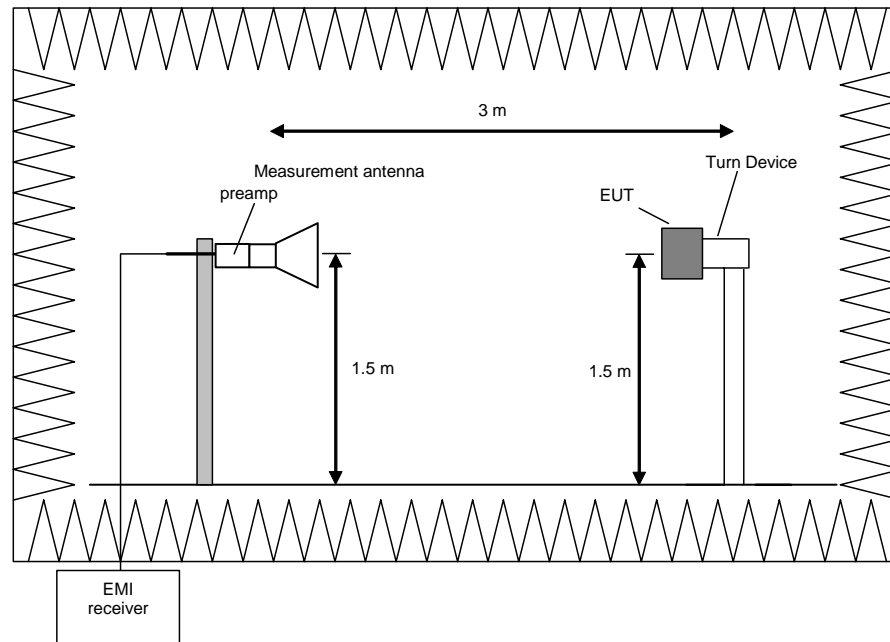 3 m
Measurement antenna
preamp
Turn Device
EUT
1.5 m
1.5 m
EMI
receiver